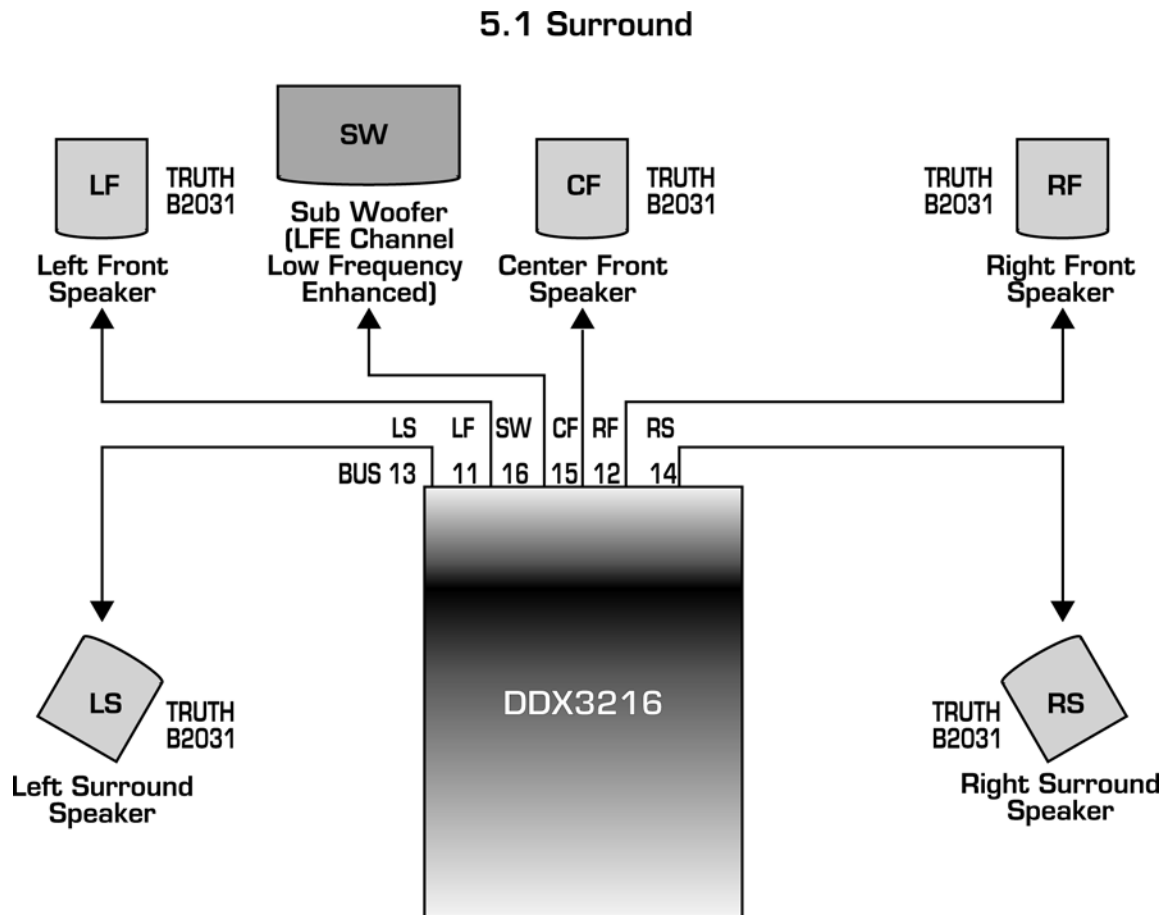 5.1 Surround
SW
LF
TRUTH
B2031
CF
TRUTH
B2031
TRUTH
B2031
RF
Left Front
Speaker
Sub Woofer
(LFE Channel
Low Frequency
Enhanced)
Center Front
Speaker
Right Front
Speaker
LS LF SW CF RF RS
BUS 13 11 16 15 12 14
DDX3216
LS
TRUTH
B2031
Left Surround
Speaker
TRUTH
B2031
RS
Right Surround
Speaker